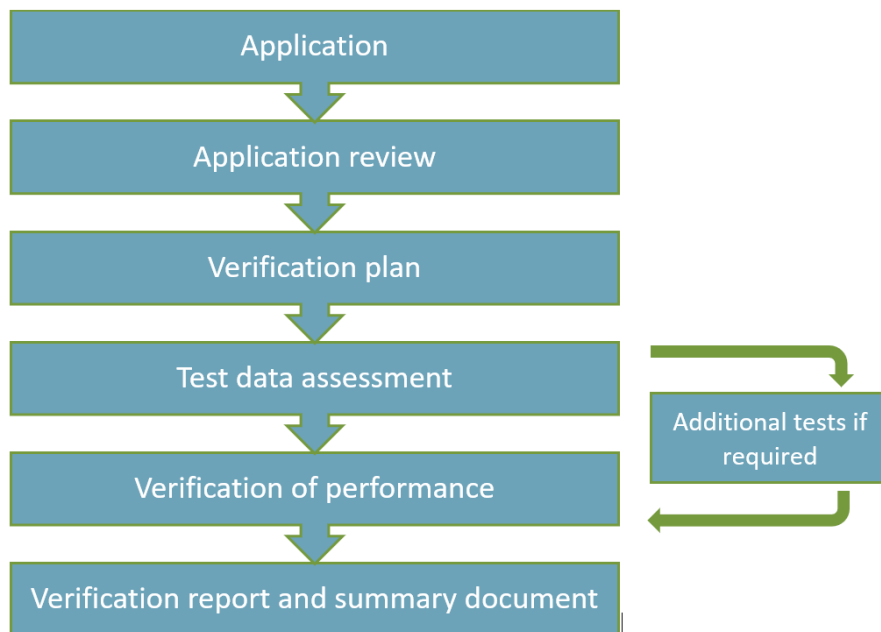 Application
Application review
Verification plan
Test data assessment
Additional tests if
required
Verification of performance
Verification report and summary document